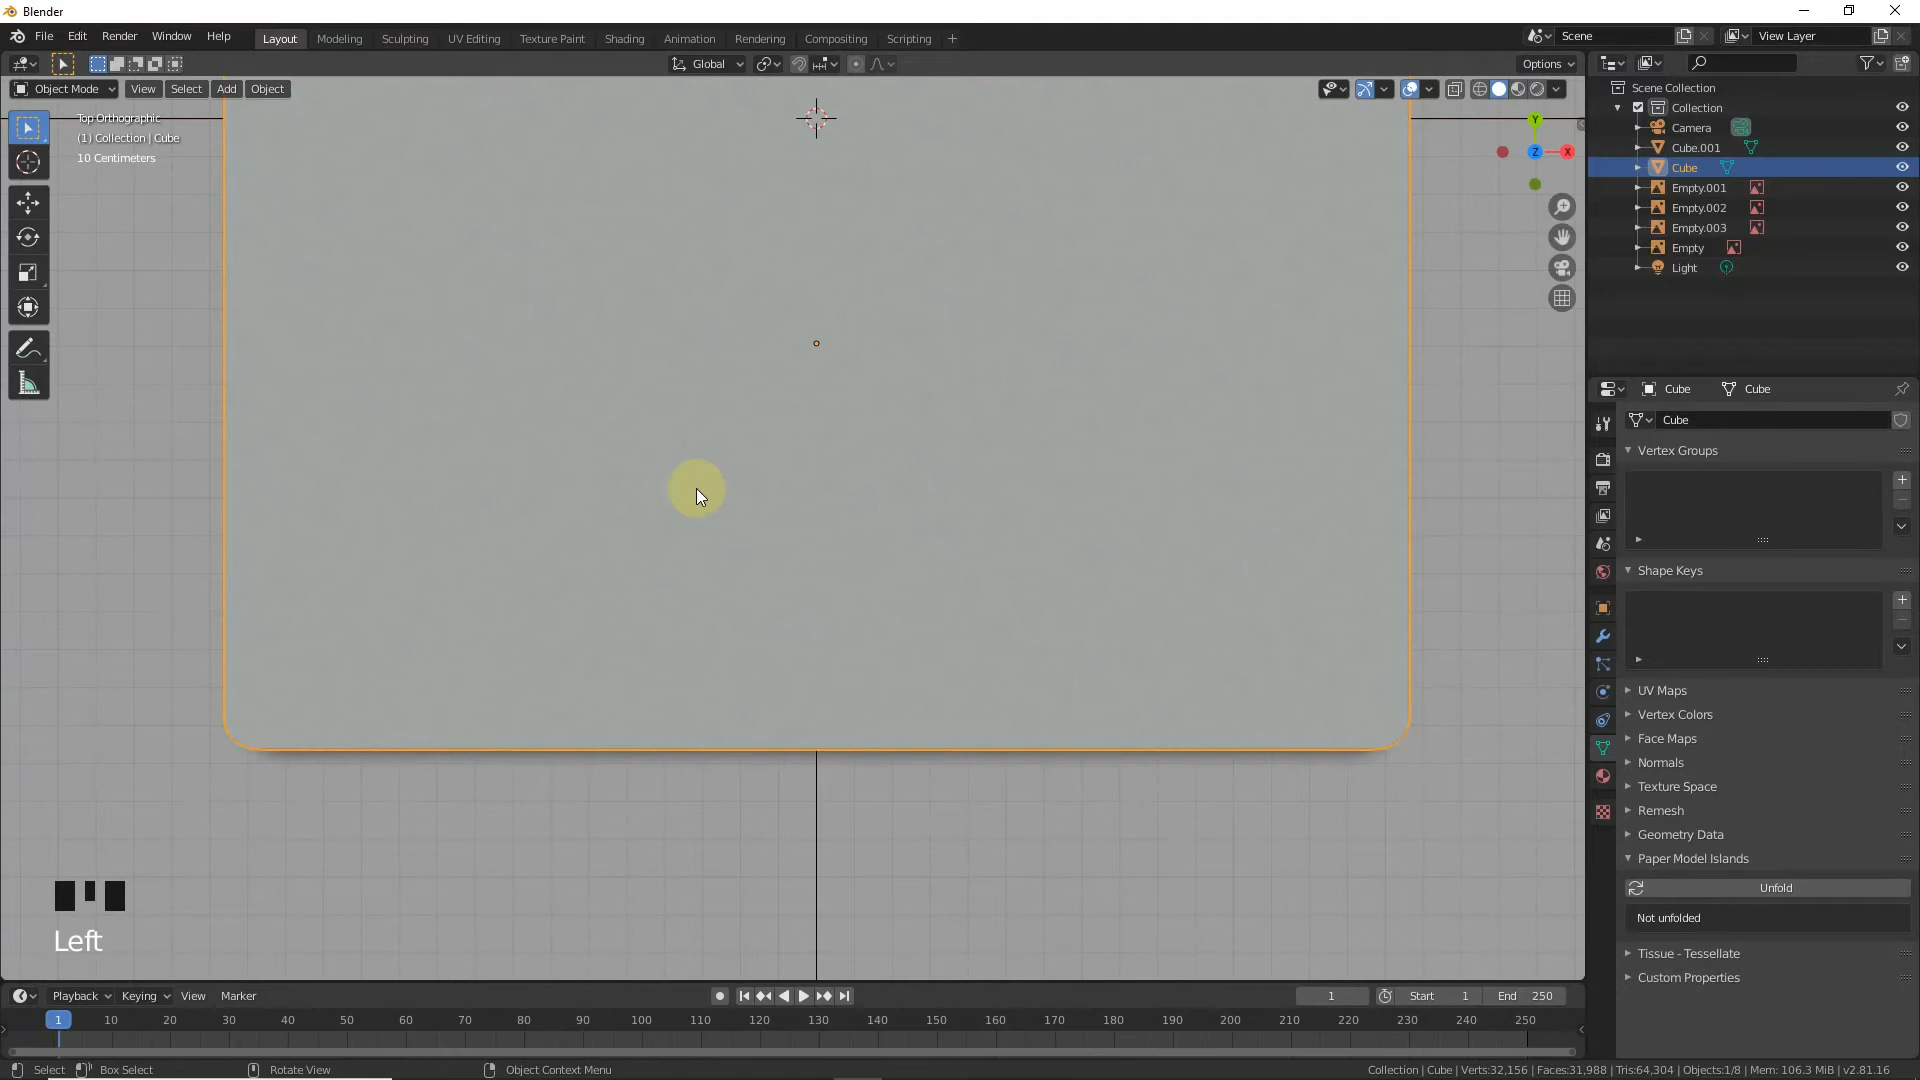 Blender
File Edit Render Window Help
Layout Modeling Sculpting UV Editing Texture Paint Shading Animation Rendering Compositing Scripting
Scene
View Layer
Global
Options
Object Mode View Select Add Object
Top Orthographic
(1) Collection | Cube
10 Centimeters
Y
Z
X
Scene Collection
Collection
Camera
Cube.001
Cube
Empty.001
Empty.002
Empty.003
Empty
Light
Cube Cube
Cube
Vertex Groups
Shape Keys
UV Maps
Vertex Colors
Face Maps
Normals
Texture Space
Remesh
Geometry Data
Paper Model Islands
Unfold
Not unfolded
Tissue - Tessellate
Custom Properties
Left
Playback Keying View Marker
1 Start 1 End 250
1 10 20 30 40 50 60 70 80 90 100 110 120 130 140 150 160 170 180 190 200 210 220 230 240 250
Select Box Select Rotate View Object Context Menu
Collection | Cube | Verts:32,156 | Faces:31,988 | Tris:64,304 | Objects:1/8 | Mem: 106.3 MiB | v2.81.16